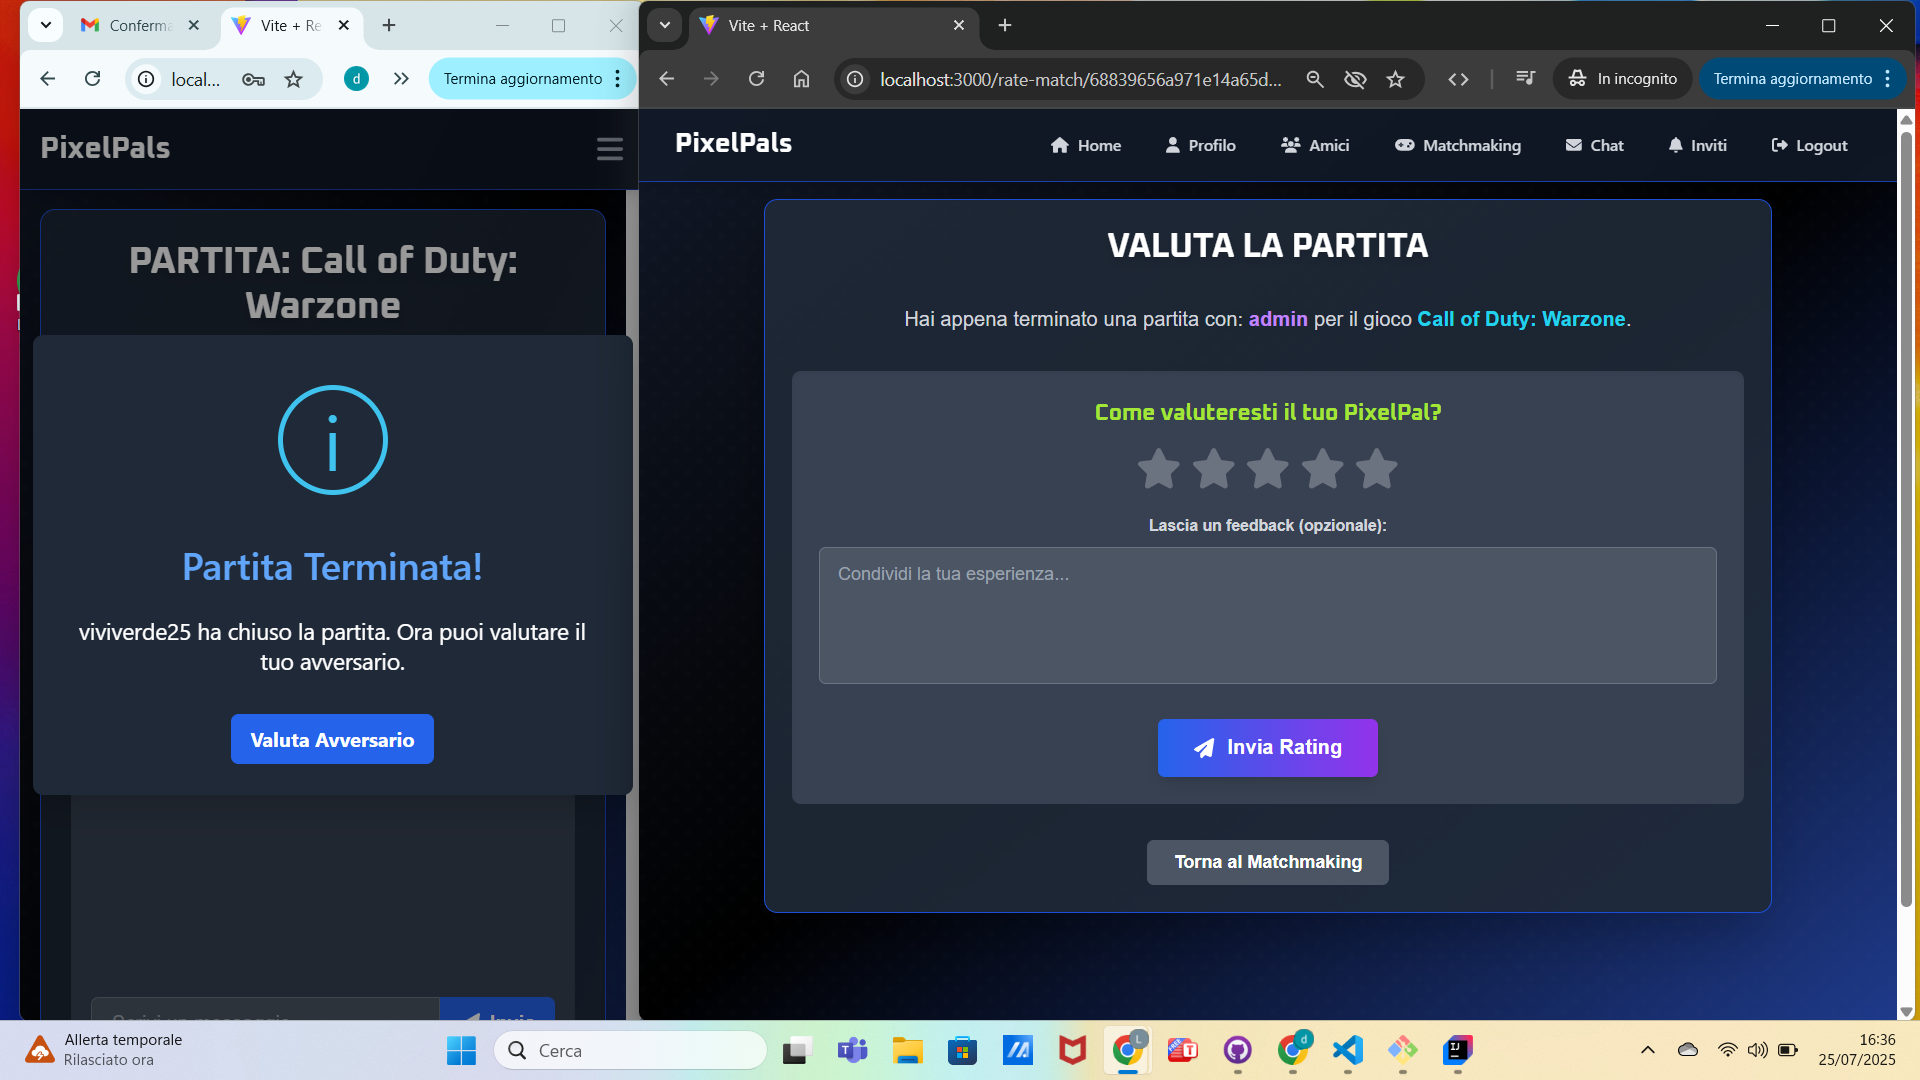 Conferma
Vite + Re
local...
d
Termina aggiornamento
PixelPals
PARTITA: Call of Duty:
Warzone
Partita Terminata!
viviverde25 ha chiuso la partita. Ora puoi valutare il
tuo avversario.
Valuta Avversario
Vite + React
localhost:3000/rate-match/68839656a971e14a65d...
In incognito
Termina aggiornamento
PixelPals
Home
Profilo
Amici
Matchmaking
Chat
Inviti
Logout
VALUTA LA PARTITA
Hai appena terminato una partita con: admin per il gioco Call of Duty: Warzone.
Come valuteresti il tuo PixelPal?
Lascia un feedback (opzionale):
Condividi la tua esperienza...
Invia Rating
Torna al Matchmaking
Allerta temporale
Rilasciato ora
Cerca
16:36
25/07/2025